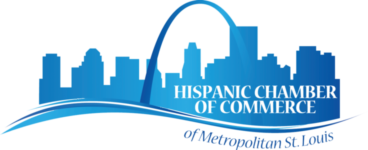 HISPANIC CHAMBER
OF COMMERCE
of Metropolitan St. Louis